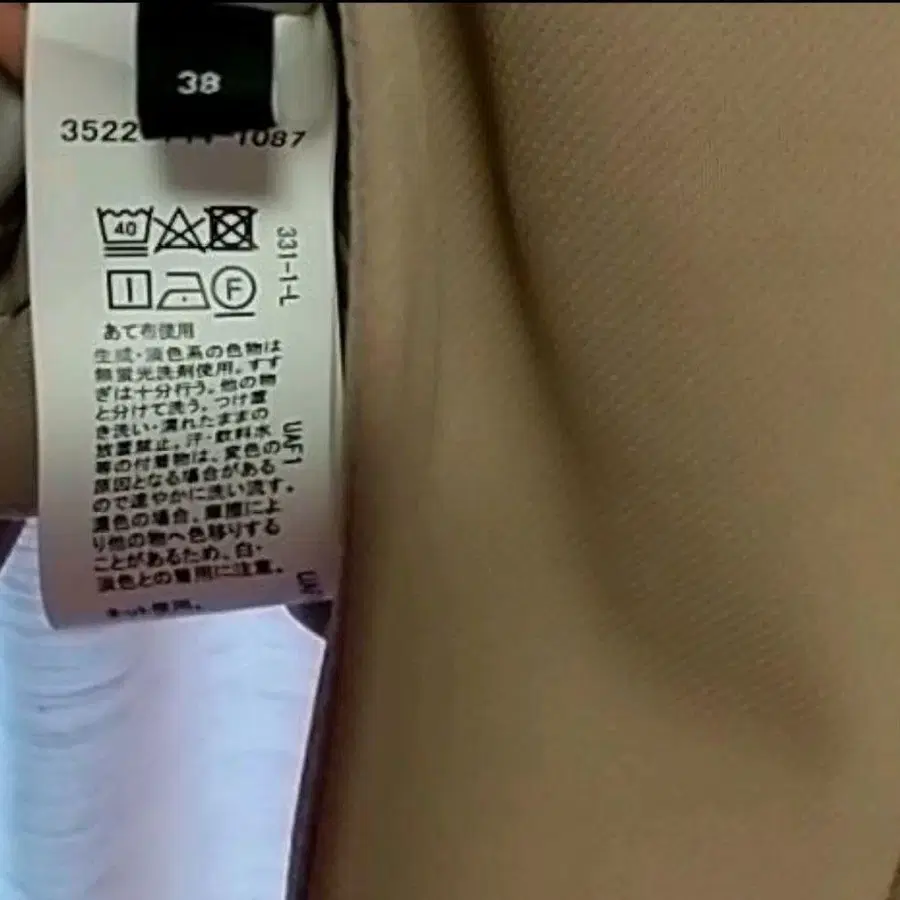 38
3522 1087
40
F
331-1-L
あて布使用
生成・淡色系の色物は
無蛍光洗剤使用。すす
ぎは十分行う。他の物
と分けて洗う。つけ置
き洗い・濡れたままの
放置禁止。汗・飲料水
等の付着物は、変色の
原因となる場合がある
ので速やかに洗い流す。
濃色の場合、摩擦によ
り他の物へ色移りする
ことがあるため、白・
淡色との着用に注意。
ネット使用。
UAF1